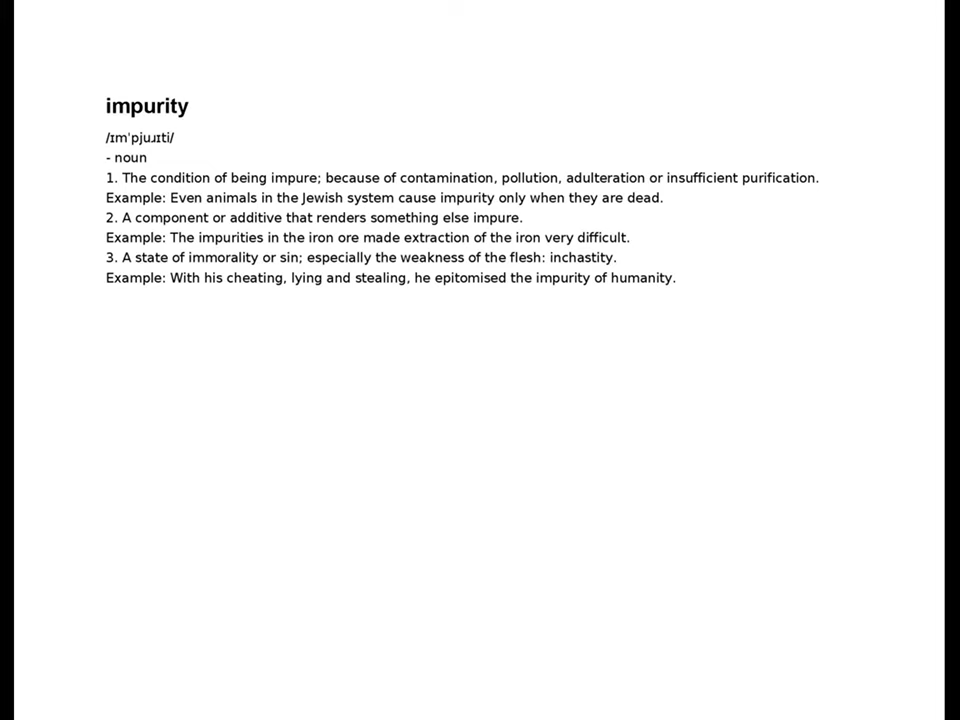 impurity
/ɪmˈpjuɹɪti/
- noun
1. The condition of being impure; because of contamination, pollution, adulteration or insufficient purification.
Example: Even animals in the Jewish system cause impurity only when they are dead.
2. A component or additive that renders something else impure.
Example: The impurities in the iron ore made extraction of the iron very difficult.
3. A state of immorality or sin; especially the weakness of the flesh: inchastity.
Example: With his cheating, lying and stealing, he epitomised the impurity of humanity.